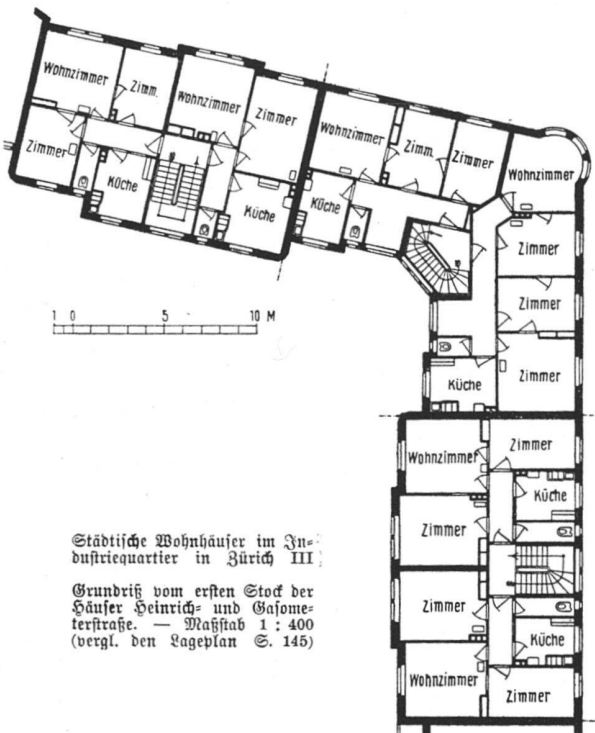 Wohnzimmer
Zimm.
Wohnzimmer
Zimmer
Wohnzimmer
Zimm.
Zimmer
Wohnzimmer
Zimmer
Küche
Küche
Küche
Zimmer
Zimmer
Zimmer
Küche
1 0 5 10 M
Wohnzimmer
Zimmer
Küche
Zimmer
Zimmer
Küche
Wohnzimmer
Zimmer
Städtische Wohnhäuser im In-
dustriequartier in Zürich III
Grundriß vom ersten Stock der
Häuser Heinrich- und Gasome-
terstraße. — Maßstab 1 : 400
(vergl. den Lageplan S. 145)